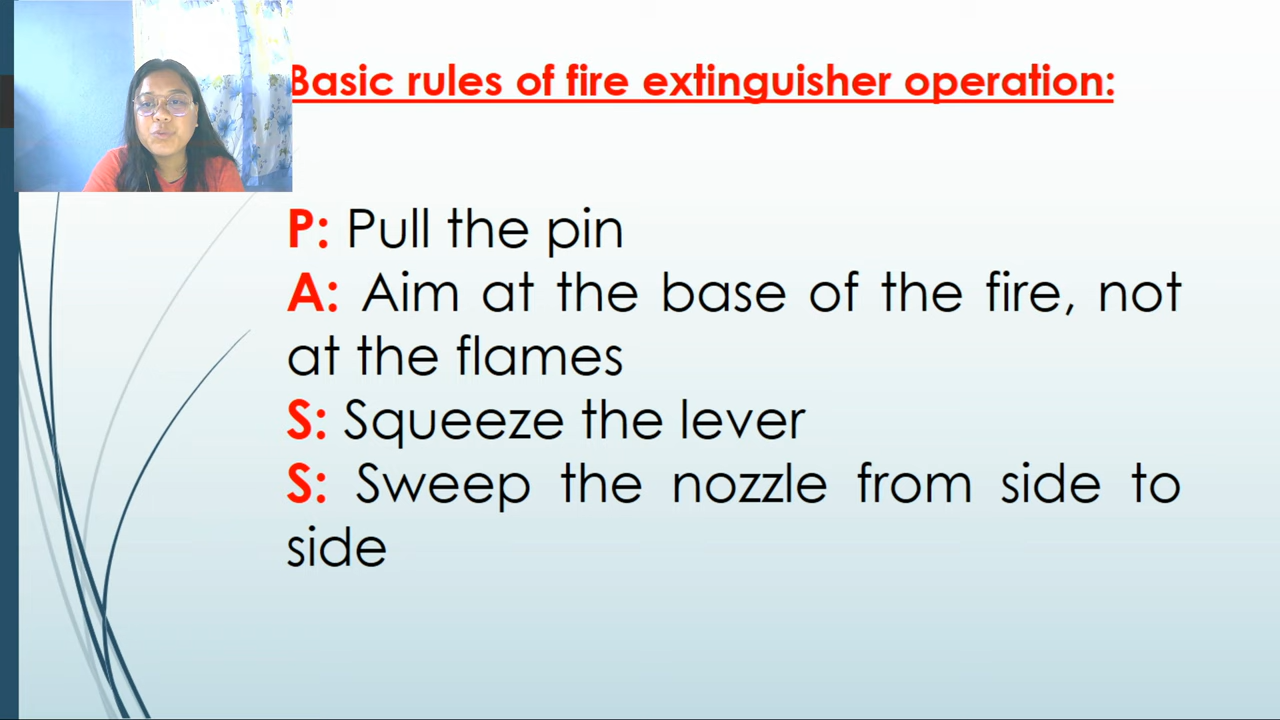 Basic rules of fire extinguisher operation:
P: Pull the pin
A: Aim at the base of the fire, not
at the flames
S: Squeeze the lever
S: Sweep the nozzle from side to
side